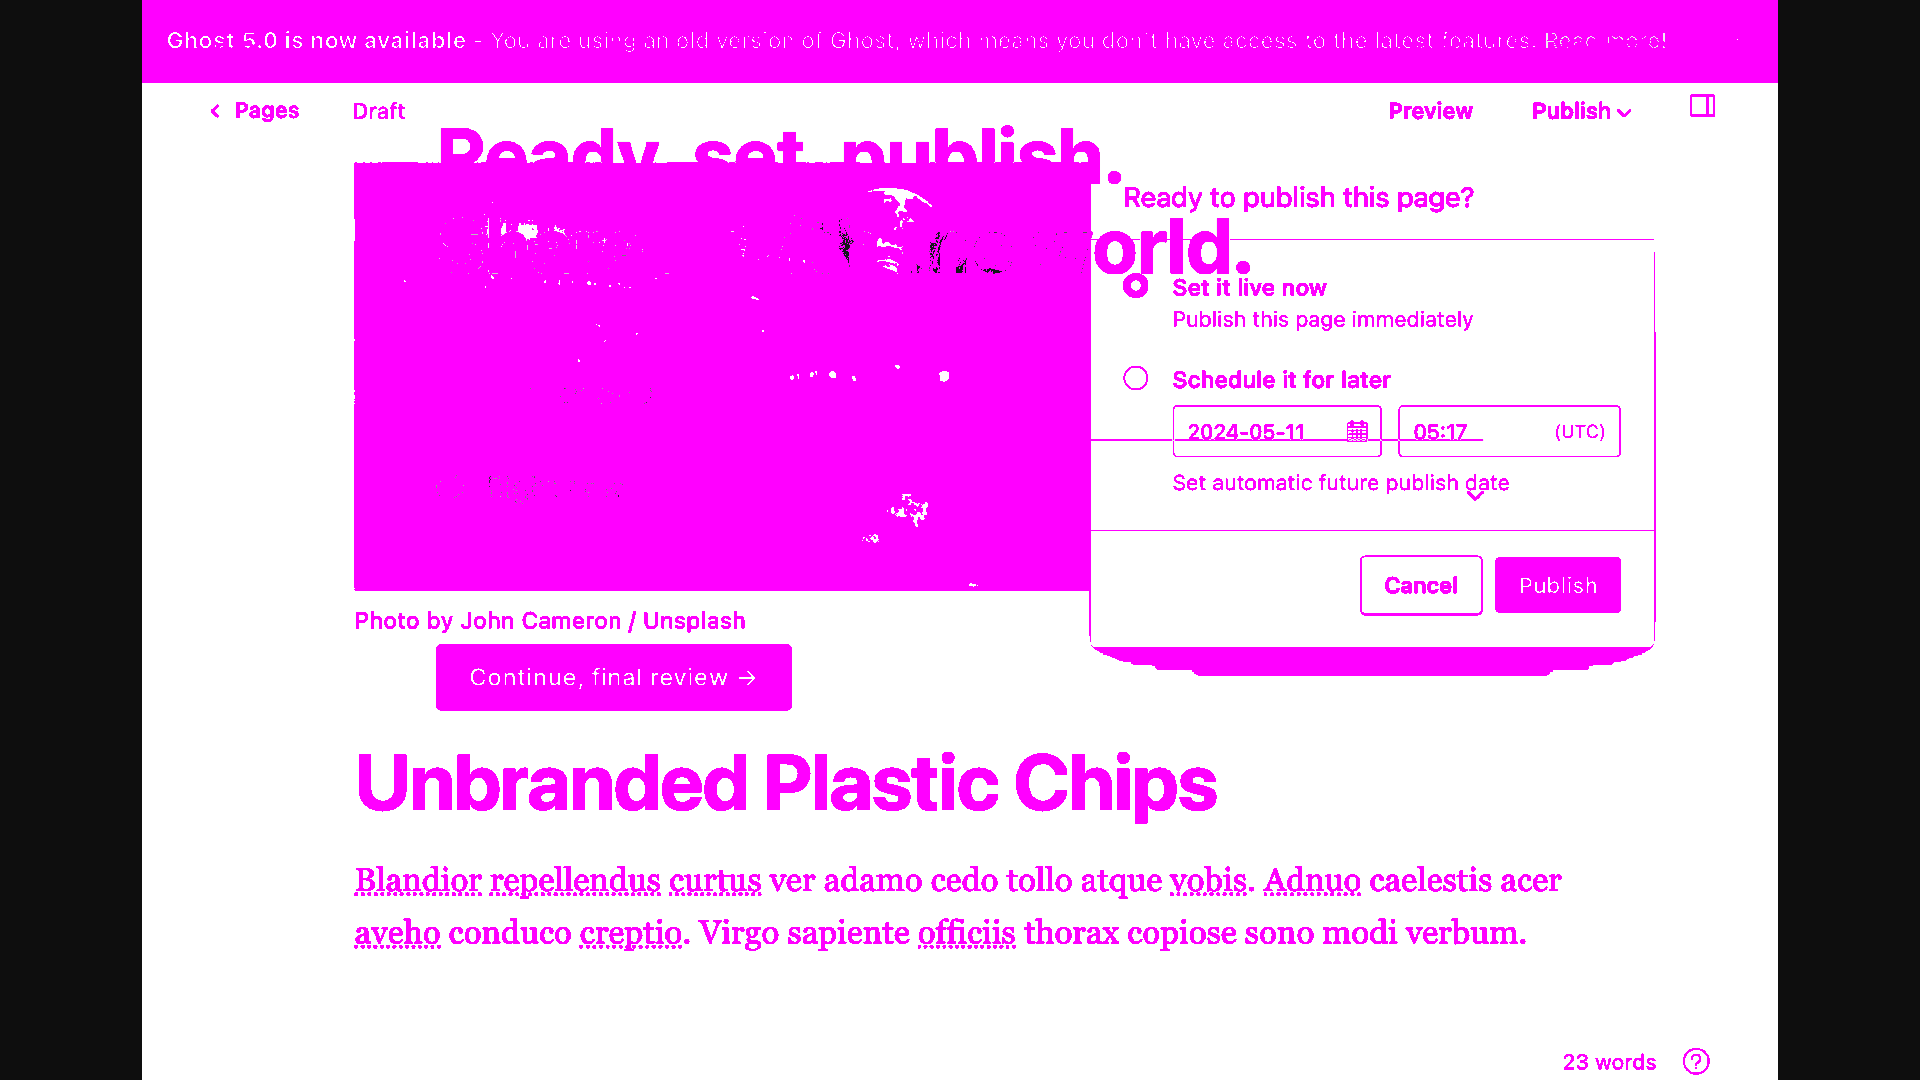 Ghost 5.0 is now available - You are using an old version of Ghost, which means you don't have access to the latest features. Read more!
Pages
Draft
Preview
Publish
Ready, set, publish.
world.
Ready to publish this page?
Set it live now
Publish this page immediately
Schedule it for later
2024-05-11
05:17
(UTC)
Set automatic future publish date
Cancel
Publish
Photo by John Cameron / Unsplash
Continue, final review →
Unbranded Plastic Chips
Blandior repellendus curtus ver adamo cedo tollo atque vobis. Adnuo caelestis acer
aveho conduco creptio. Virgo sapiente officiis thorax copiose sono modi verbum.
23 words